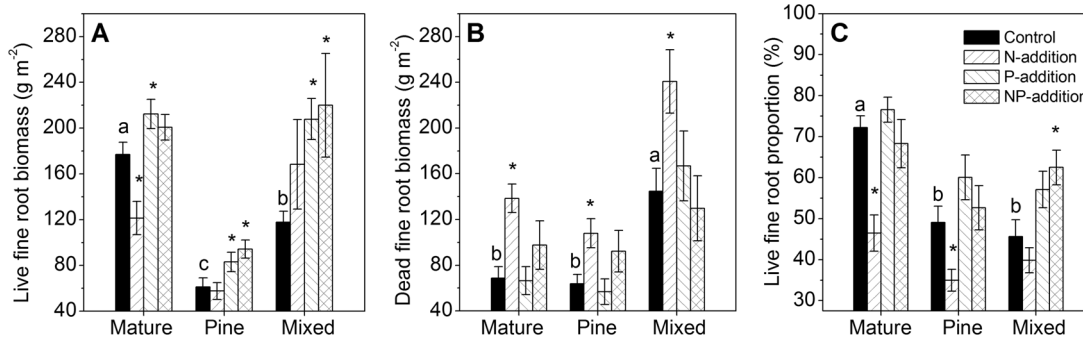 A
Live fine root biomass (g m-2)
280
240
200
160
120
80
40
a
*
*
c
*
*
b
*
*
Mature Pine Mixed
B
Dead fine root biomass (g m-2)
280
240
200
160
120
80
40
b
*
b
*
a
*
Mature Pine Mixed
C
Live fine root proportion (%)
100
90
80
70
60
50
40
30
Control
N-addition
P-addition
NP-addition
a
*
b
*
b
*
Mature Pine Mixed